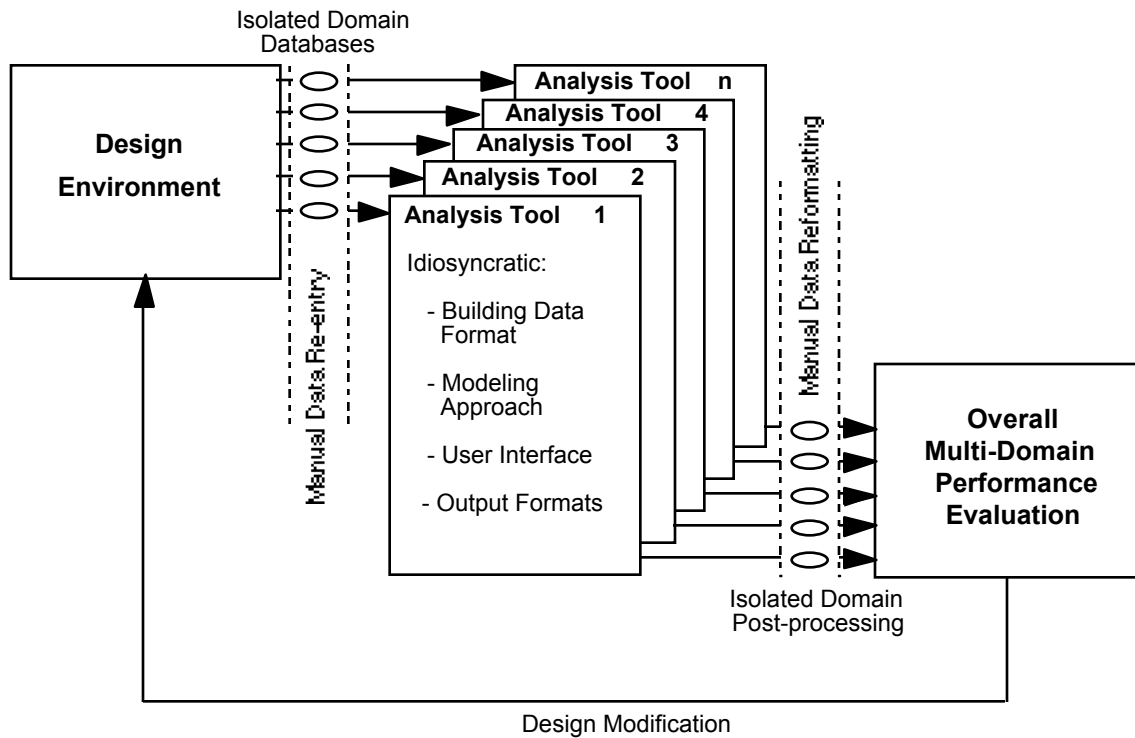 Isolated Domain
Databases
Design
Environment
Manual Data Re-entry
Analysis Tool n
Analysis Tool 4
Analysis Tool 3
Analysis Tool 2
Analysis Tool 1
Idiosyncratic:
- Building Data
Format
- Modeling
Approach
- User Interface
- Output Formats
Manual Data Reformatting
Isolated Domain
Post-processing
Overall
Multi-Domain
Performance
Evaluation
Design Modification